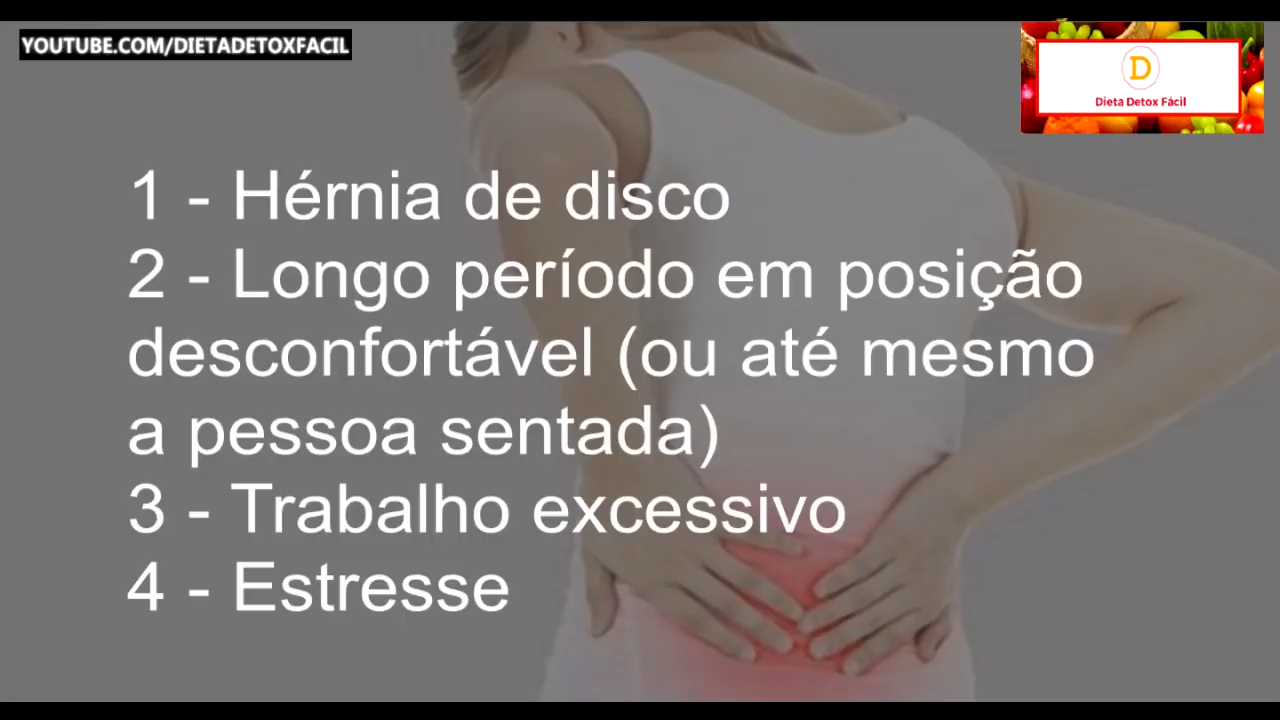 YOUTUBE.COM/DIETADETOXFACIL
D
Dieta Detox Fácil
1 - Hérnia de disco
2 - Longo período em posição
desconfortável (ou até mesmo
a pessoa sentada)
3 - Trabalho excessivo
4 - Estresse